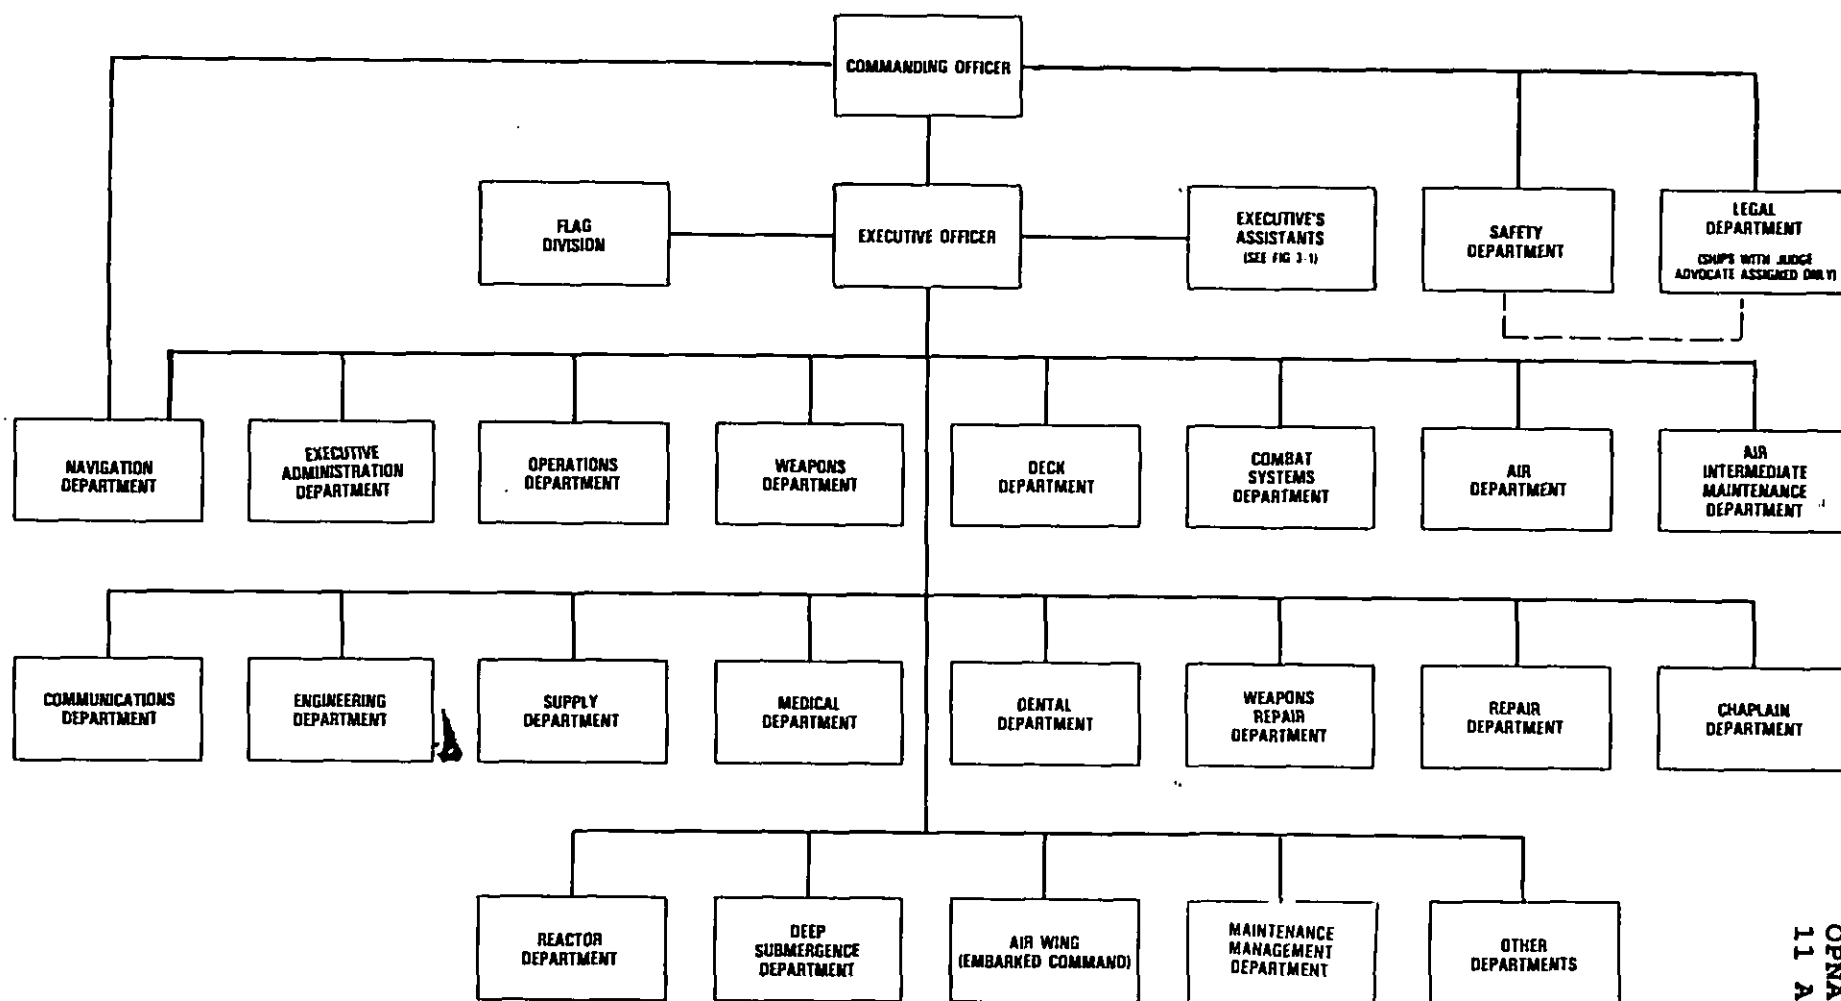 COMMANDING OFFICER
FLAG
DIVISION
EXECUTIVE OFFICER
EXECUTIVE'S
ASSISTANTS
(SEE FIG 3-1)
SAFETY
DEPARTMENT
LEGAL
DEPARTMENT
(SHIPS WITH JUDGE
ADVOCATE ASSIGNED ONLY)
NAVIGATION
DEPARTMENT
EXECUTIVE
ADMINISTRATION
DEPARTMENT
OPERATIONS
DEPARTMENT
WEAPONS
DEPARTMENT
DECK
DEPARTMENT
COMBAT
SYSTEMS
DEPARTMENT
AIR
DEPARTMENT
AIR
INTERMEDIATE
MAINTENANCE
DEPARTMENT
COMMUNICATIONS
DEPARTMENT
ENGINEERING
DEPARTMENT
SUPPLY
DEPARTMENT
MEDICAL
DEPARTMENT
DENTAL
DEPARTMENT
WEAPONS
REPAIR
DEPARTMENT
REPAIR
DEPARTMENT
CHAPLAIN
DEPARTMENT
REACTOR
DEPARTMENT
DEEP
SUBMERGENCE
DEPARTMENT
AIR WING
(EMBARKED COMMAND)
MAINTENANCE
MANAGEMENT
DEPARTMENT
OTHER
DEPARTMENTS
OPNA
11 A